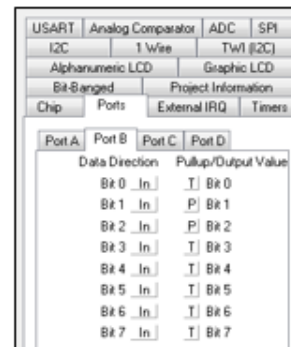 USART Analog Comparator ADC SPI
I2C 1 Wire TWI (I2C)
Alphanumeric LCD Graphic LCD
Bit-Banged Project Information
Chip Ports External IRQ Timers
Port A Port B Port C Port D
Data Direction Pullup/Output Value
Bit 0 In T Bit 0
Bit 1 In P Bit 1
Bit 2 In P Bit 2
Bit 3 In T Bit 3
Bit 4 In T Bit 4
Bit 5 In T Bit 5
Bit 6 In T Bit 6
Bit 7 In T Bit 7